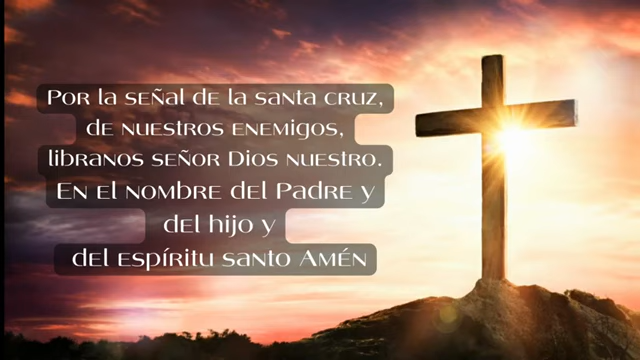 Por la señal de la santa cruz,
de nuestros enemigos,
libranos señor Dios nuestro.
En el nombre del Padre y
del hijo y
del espíritu santo Amén